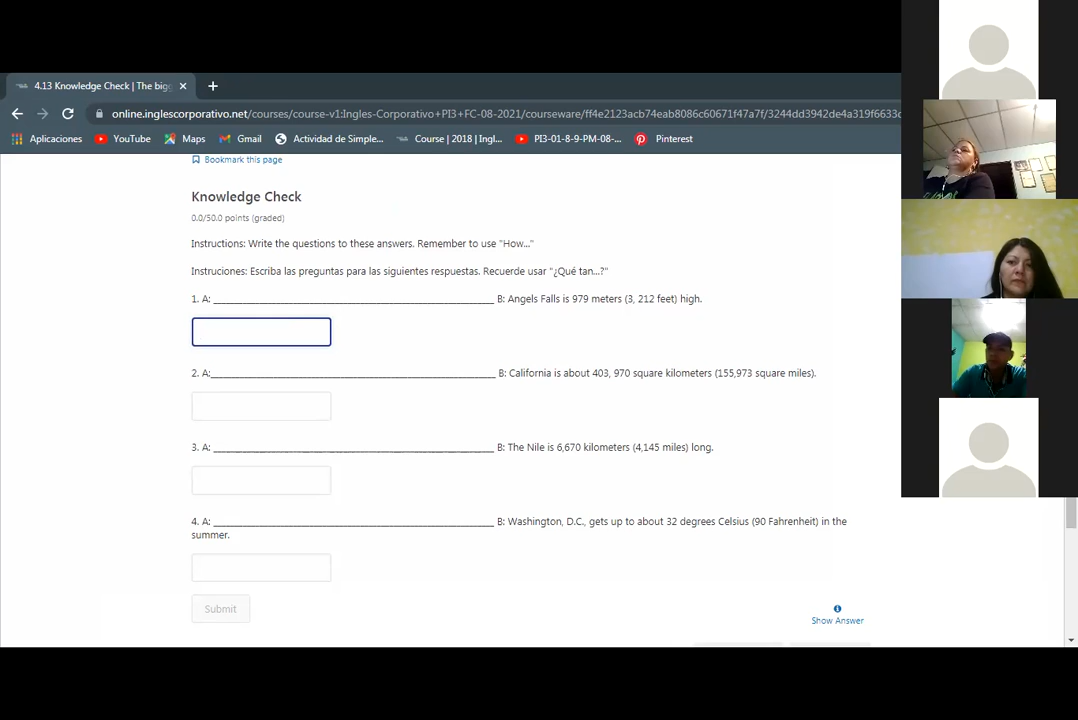 4.13 Knowledge Check | The bigg
online.inglescorporativo.net/courses/course-v1:Ingles-Corporativo+PI3+FC-08-2021/courseware/ff4e2123acb74eab8086c60671f47a7f/3244dd3942de4a319f6633c
Aplicaciones YouTube Maps Gmail Actividad de Simple... Course | 2018 | Ingl... PI3-01-8-9-PM-08-... Pinterest
Bookmark this page
Knowledge Check
0.0/50.0 points (graded)
Instructions: Write the questions to these answers. Remember to use "How..."
Instruciones: Escriba las preguntas para las siguientes respuestas. Recuerde usar "¿Qué tan...?"
1. A: ____________________ B: Angels Falls is 979 meters (3, 212 feet) high.
2. A:____________________ B: California is about 403, 970 square kilometers (155,973 square miles).
3. A: ____________________ B: The Nile is 6,670 kilometers (4,145 miles) long.
4. A: ____________________ B: Washington, D.C., gets up to about 32 degrees Celsius (90 Fahrenheit) in the
summer.
Submit
Show Answer